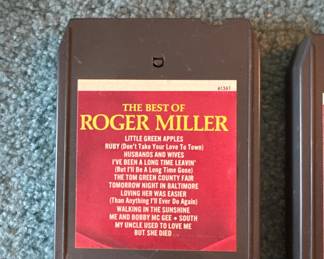 D
61361
THE BEST OF
ROGER MILLER
LITTLE GREEN APPLES
RUBY (Don't Take Your Love To Town)
HUSBANDS AND WIVES
I'VE BEEN A LONG TIME LEAVIN'
(But I'll Be A Long Time Gone)
THE TOM GREEN COUNTY FAIR
TOMORROW NIGHT IN BALTIMORE
LOVING HER WAS EASIER
(Than Anything I'll Ever Do Again)
WALKING IN THE SUNSHINE
ME AND BOBBY MC GEE • SOUTH
MY UNCLE USED TO LOVE ME
BUT SHE DIED